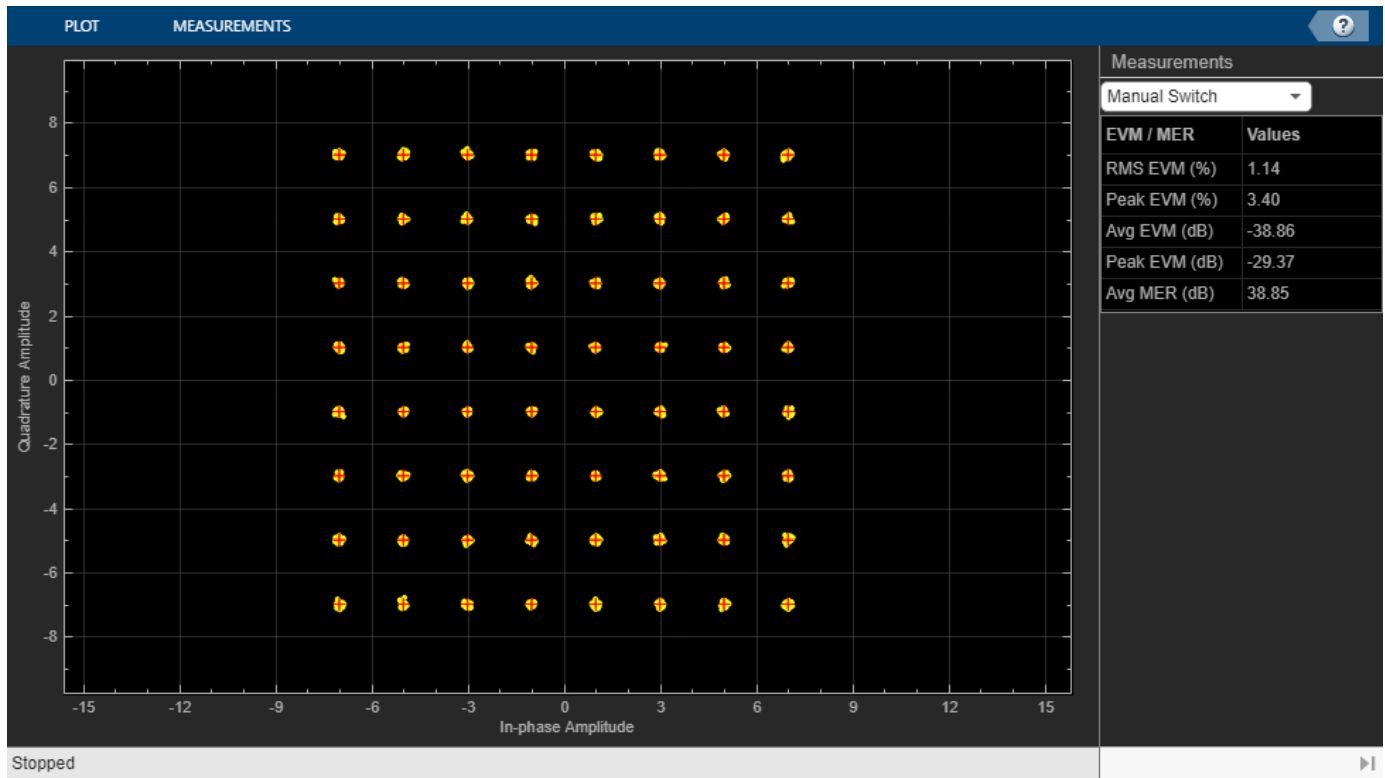 PLOT MEASUREMENTS ?
Measurements
Manual Switch
EVM / MER Values
RMS EVM (%) 1.14
Peak EVM (%) 3.40
Avg EVM (dB) -38.86
Peak EVM (dB) -29.37
Avg MER (dB) 38.85
Quadrature Amplitude
8
6
4
2
0
-2
-4
-6
-8
-15 -12 -9 -6 -3 0 3 6 9 12 15
In-phase Amplitude
Stopped